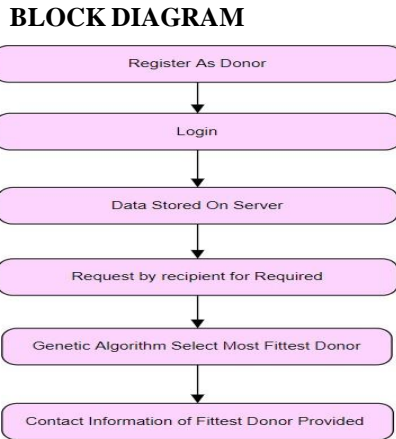 BLOCK DIAGRAM
Register As Donor
Login
Data Stored On Server
Request by recipient for Required
Genetic Algorithm Select Most Fittest Donor
Contact Information of Fittest Donor Provided